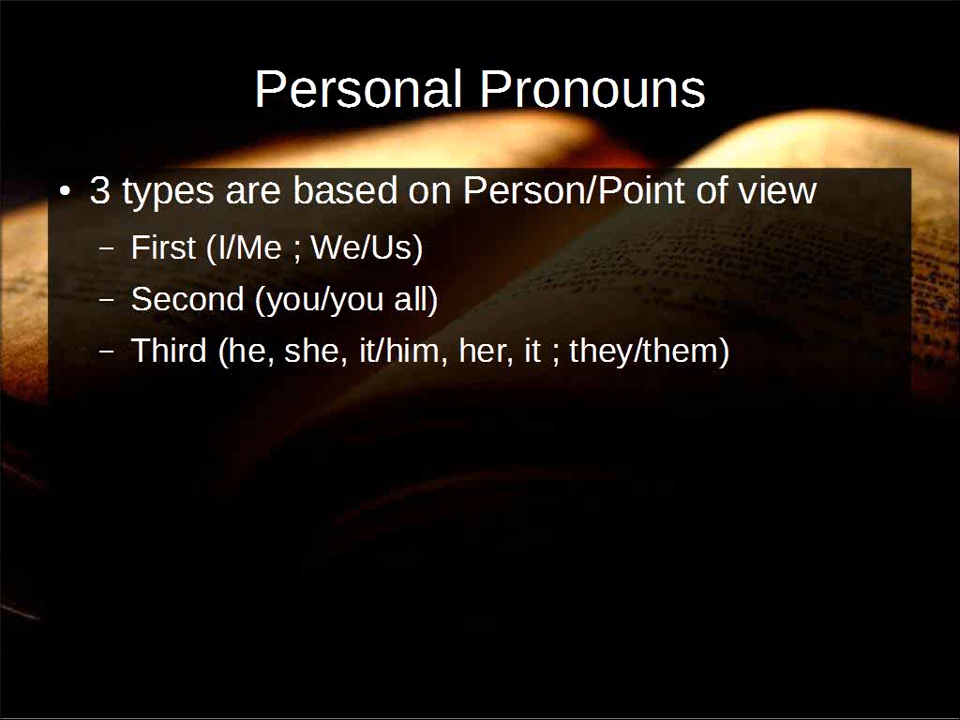 Personal Pronouns
• 3 types are based on Person/Point of view
– First (I/Me ; We/Us)
– Second (you/you all)
– Third (he, she, it/him, her, it ; they/them)